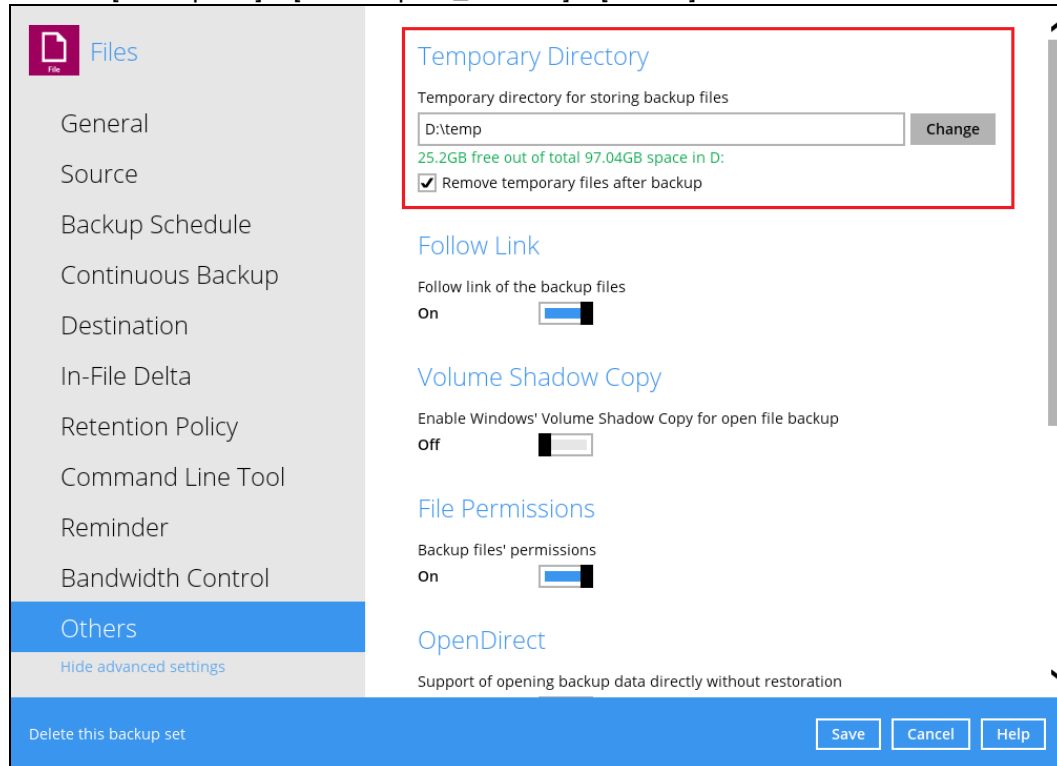 File
Files
General
Source
Backup Schedule
Continuous Backup
Destination
In-File Delta
Retention Policy
Command Line Tool
Reminder
Bandwidth Control
Others
Hide advanced settings
Temporary Directory
Temporary directory for storing backup files
D:\temp
Change
25.2GB free out of total 97.04GB space in D:
Remove temporary files after backup
Follow Link
Follow link of the backup files
On
Volume Shadow Copy
Enable Windows' Volume Shadow Copy for open file backup
Off
File Permissions
Backup files' permissions
On
OpenDirect
Support of opening backup data directly without restoration
Delete this backup set
Save
Cancel
Help